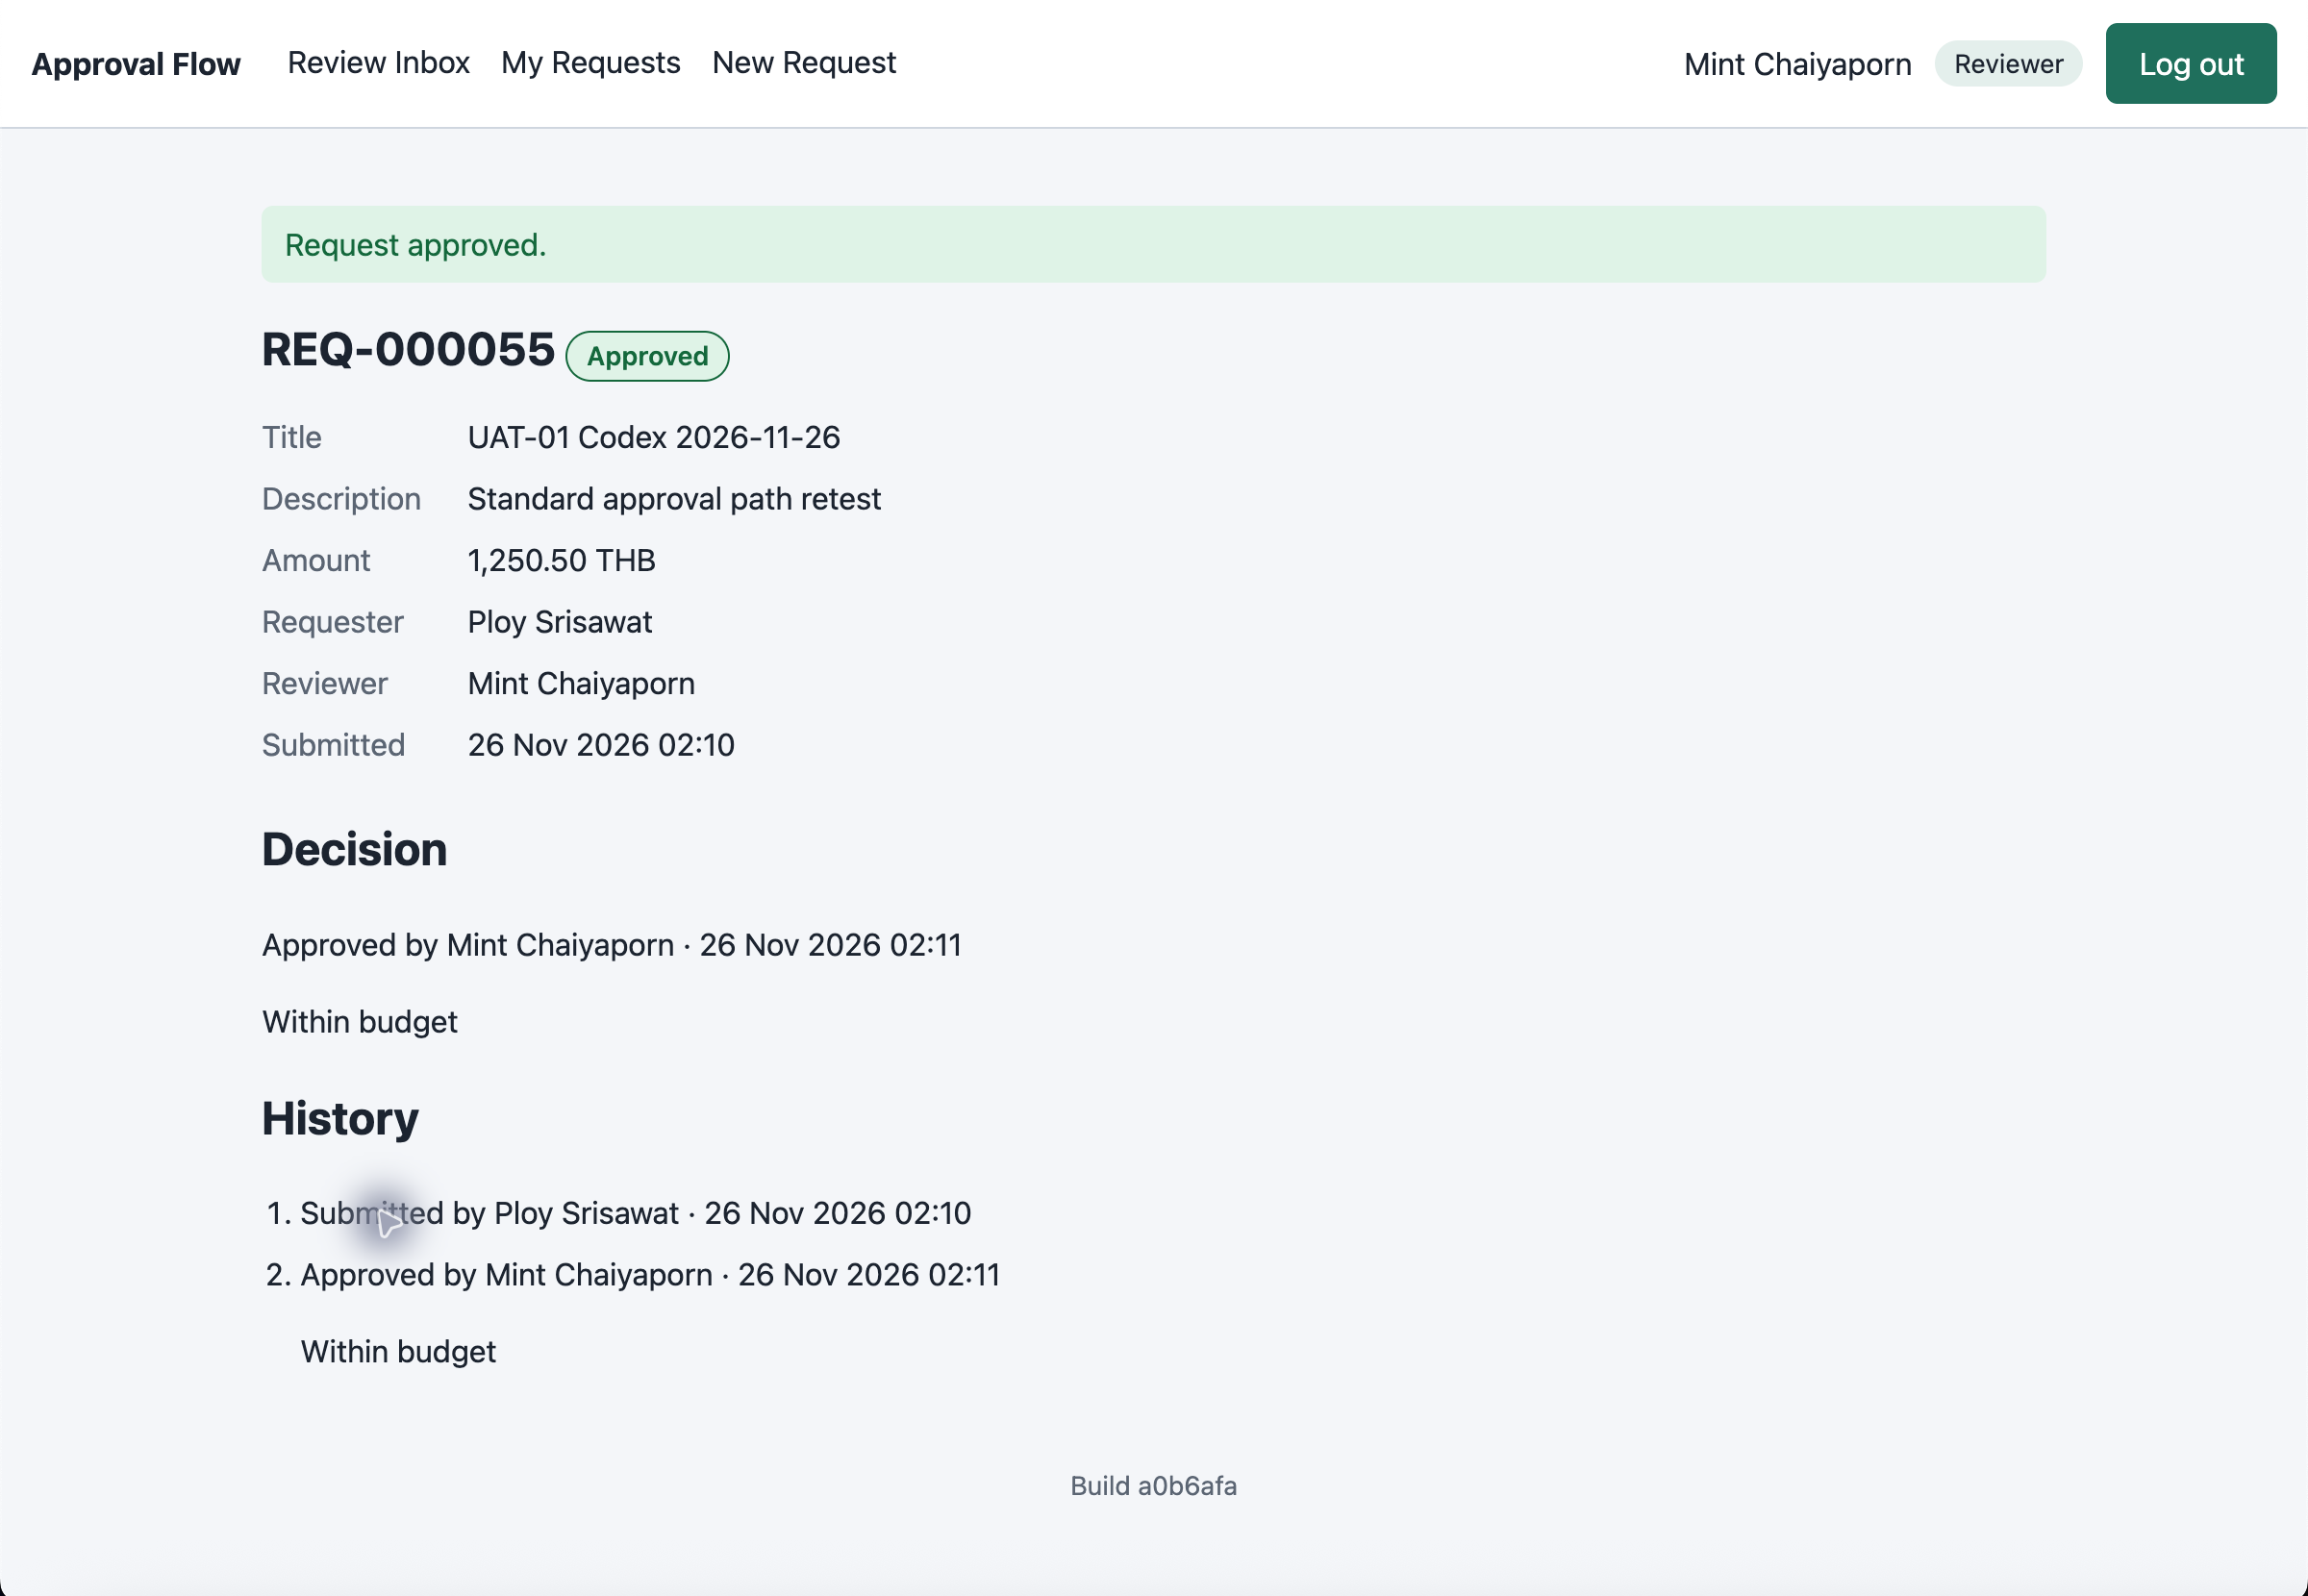 Approval Flow Review Inbox My Requests New Request Mint Chaiyaporn Reviewer Log out
Request approved.
REQ-000055 Approved
Title UAT-01 Codex 2026-11-26
Description Standard approval path retest
Amount 1,250.50 THB
Requester Ploy Srisawat
Reviewer Mint Chaiyaporn
Submitted 26 Nov 2026 02:10
Decision
Approved by Mint Chaiyaporn · 26 Nov 2026 02:11
Within budget
History
1. Submitted by Ploy Srisawat · 26 Nov 2026 02:10
2. Approved by Mint Chaiyaporn · 26 Nov 2026 02:11
Within budget
Build a0b6afa